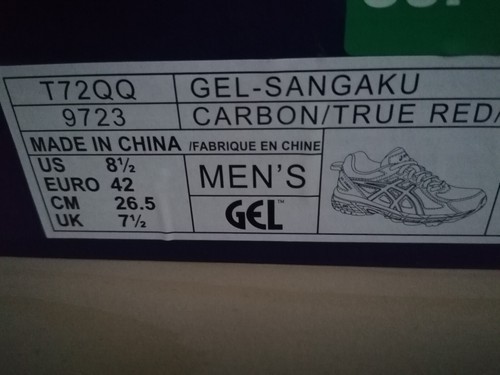 T72QQ GEL-SANGAKU
9723 CARBON/TRUE RED/
MADE IN CHINA /FABRIQUE EN CHINE
US 8½
EURO 42
CM 26.5
UK 7½
MEN'S
GEL™